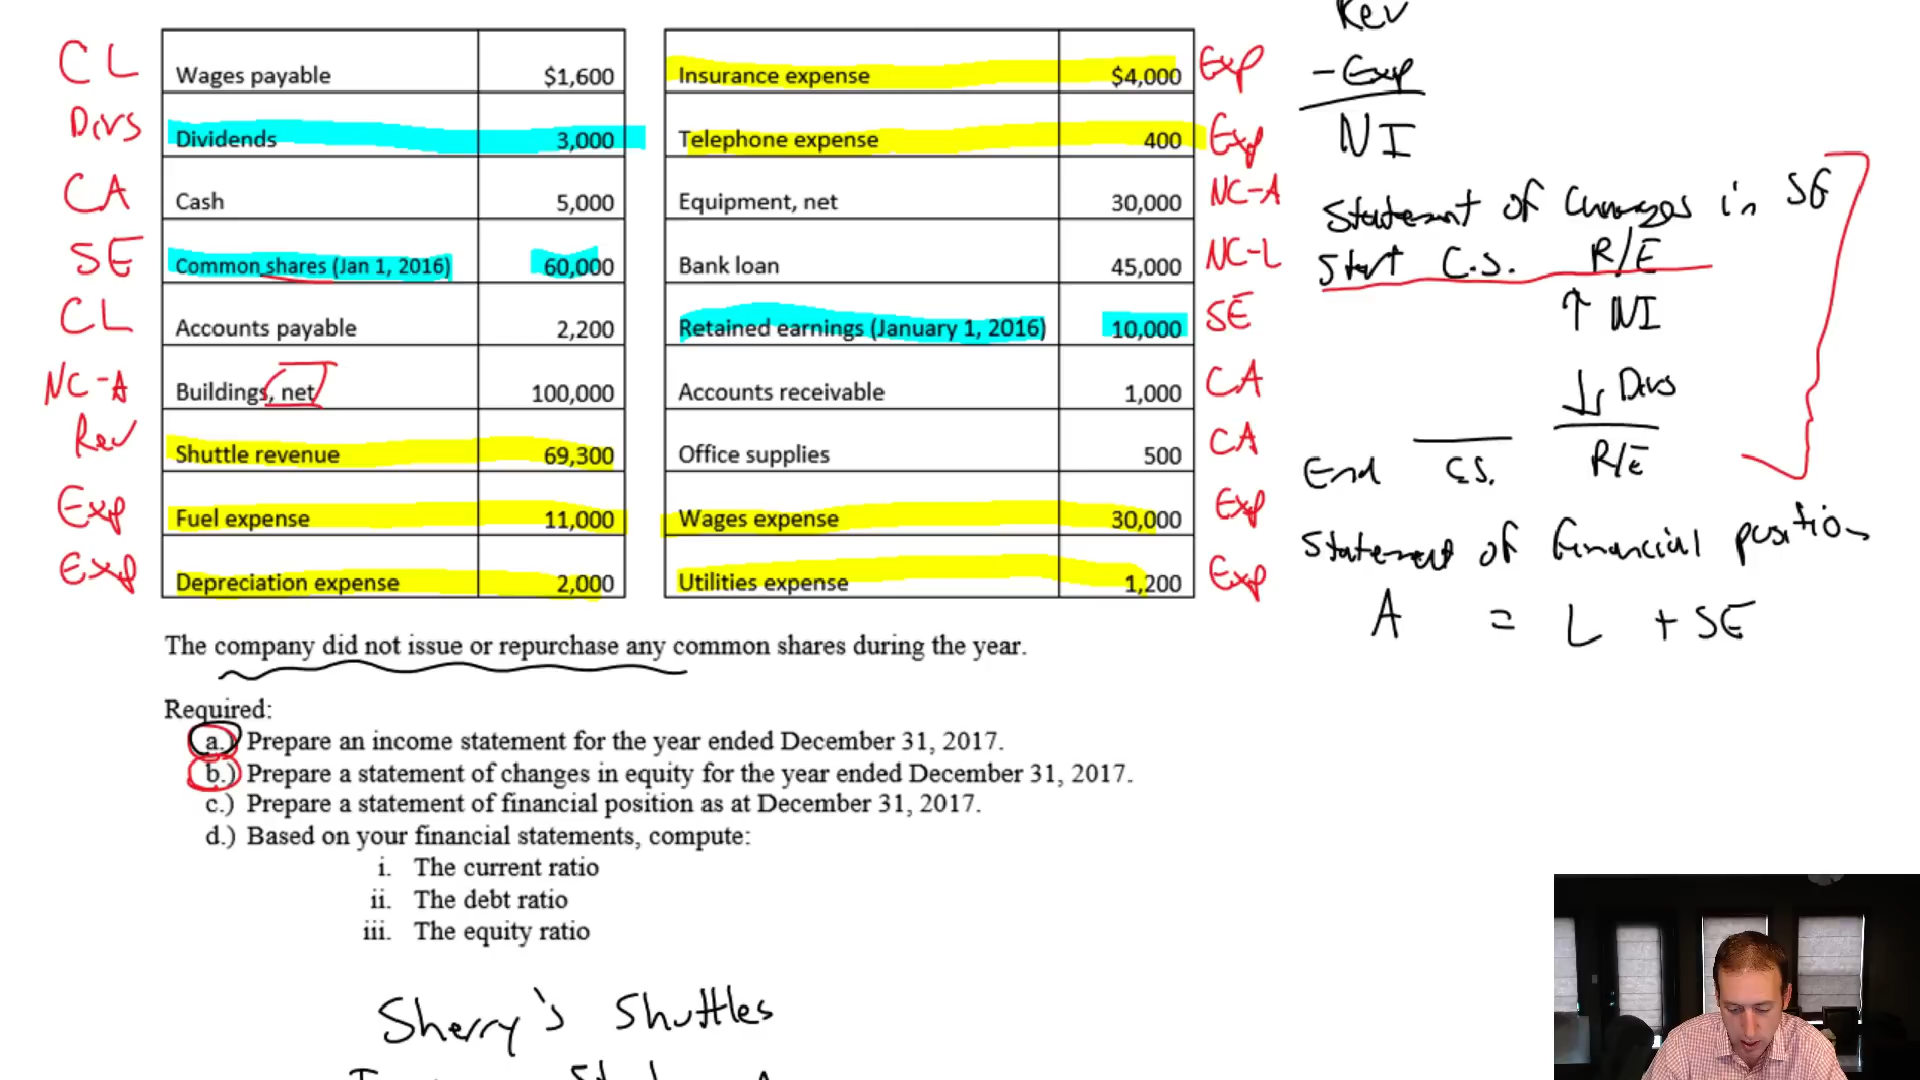 CL Wages payable $1,600 Insurance expense $4,000 Exp
Divs Dividends 3,000 Telephone expense 400 Exp
CA Cash 5,000 Equipment, net 30,000 NC-A
SE Common shares (Jan 1, 2016) 60,000 Bank loan 45,000 NC-L
CL Accounts payable 2,200 Retained earnings (January 1, 2016) 10,000 SE
NC-A Buildings, net 100,000 Accounts receivable 1,000 CA
Rev Shuttle revenue 69,300 Office supplies 500 CA
Exp Fuel expense 11,000 Wages expense 30,000 Exp
Exp Depreciation expense 2,000 Utilities expense 1,200 Exp
Rev
- Exp
NI
Statement of changes in SE
Start C.S. R/E
↑ NI
↓ Divs
End C.S. R/E
Statement of financial position
A = L + SE
The company did not issue or repurchase any common shares during the year.
Required:
a.) Prepare an income statement for the year ended December 31, 2017.
b.) Prepare a statement of changes in equity for the year ended December 31, 2017.
c.) Prepare a statement of financial position as at December 31, 2017.
d.) Based on your financial statements, compute:
i. The current ratio
ii. The debt ratio
iii. The equity ratio
Sherry's Shuttles